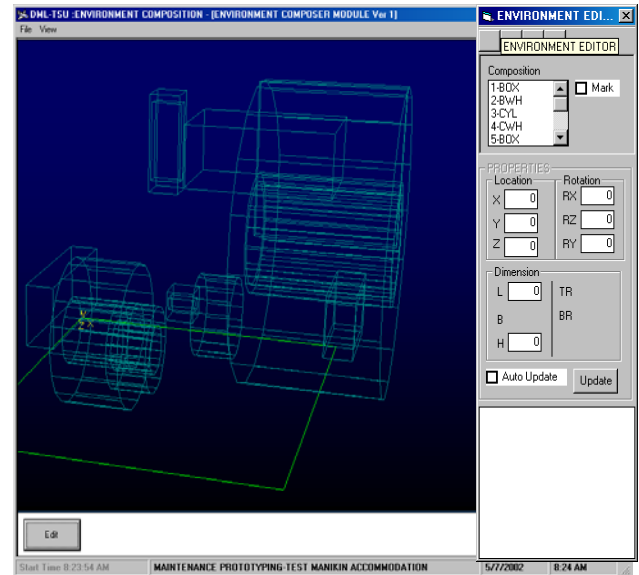 DML-TSU :ENVIRONMENT COMPOSITION - [ENVIRONMENT COMPOSER MODULE Ver 1]
File View
ENVIRONMENT EDI...
ENVIRONMENT EDITOR
Composition
1-BOX
2-BWH
3-CYL
4-CWH
5-BOX
Mark
PROPERTIES
Location
Rotation
X 0
RX 0
Y 0
RZ 0
Z 0
RY 0
Dimension
L 0
TR
B
BR
H 0
Auto Update
Update
Z X
Edit
Start Time 8:23:54 AM
MAINTENANCE PROTOTYPING-TEST MANIKIN ACCOMMODATION
5/7/2002
8:24 AM